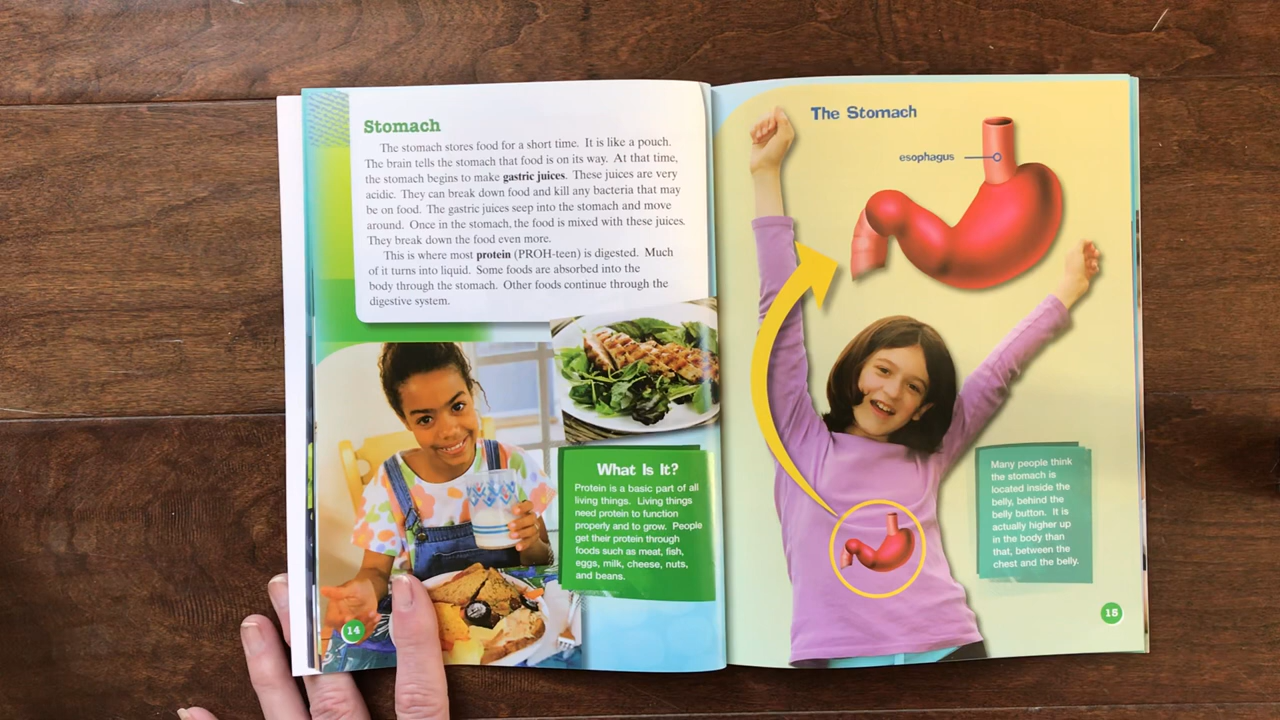 Stomach
The stomach stores food for a short time. It is like a pouch.
The brain tells the stomach that food is on its way. At that time,
the stomach begins to make gastric juices. These juices are very
acidic. They can break down food and kill any bacteria that may
be on food. The gastric juices seep into the stomach and move
around. Once in the stomach, the food is mixed with these juices.
They break down the food even more.
This is where most protein (PROH-teen) is digested. Much
of it turns into liquid. Some foods are absorbed into the
body through the stomach. Other foods continue through the
digestive system.
What Is It?
Protein is a basic part of all
living things. Living things
need protein to function
properly and to grow. People
get their protein through
foods such as meat, fish,
eggs, milk, cheese, nuts,
and beans.
14
The Stomach
esophagus
Many people think
the stomach is
located inside the
belly, behind the
belly button. It is
actually higher up
in the body than
that, between the
chest and the belly.
15